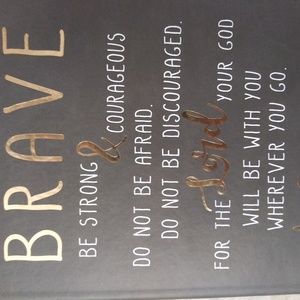 BRAVE
BE STRONG & COURAGEOUS
DO NOT BE AFRAID.
DO NOT BE DISCOURAGED.
FOR THE Lord YOUR GOD
WILL BE WITH YOU
WHEREVER YOU GO.